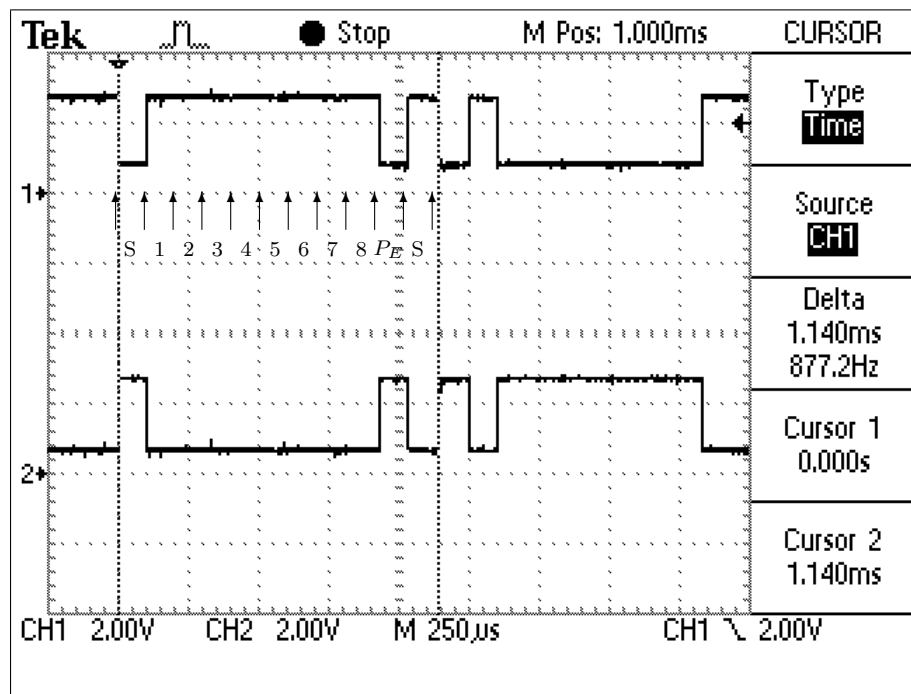 Tek Stop M Pos: 1.000ms CURSOR
Type
Time
1
S 1 2 3 4 5 6 7 8 PE S
Source
CH1
Delta
1.140ms
877.2Hz
Cursor 1
0.000s
2
Cursor 2
1.140ms
CH1 2.00V CH2 2.00V M 250µs CH1 2.00V